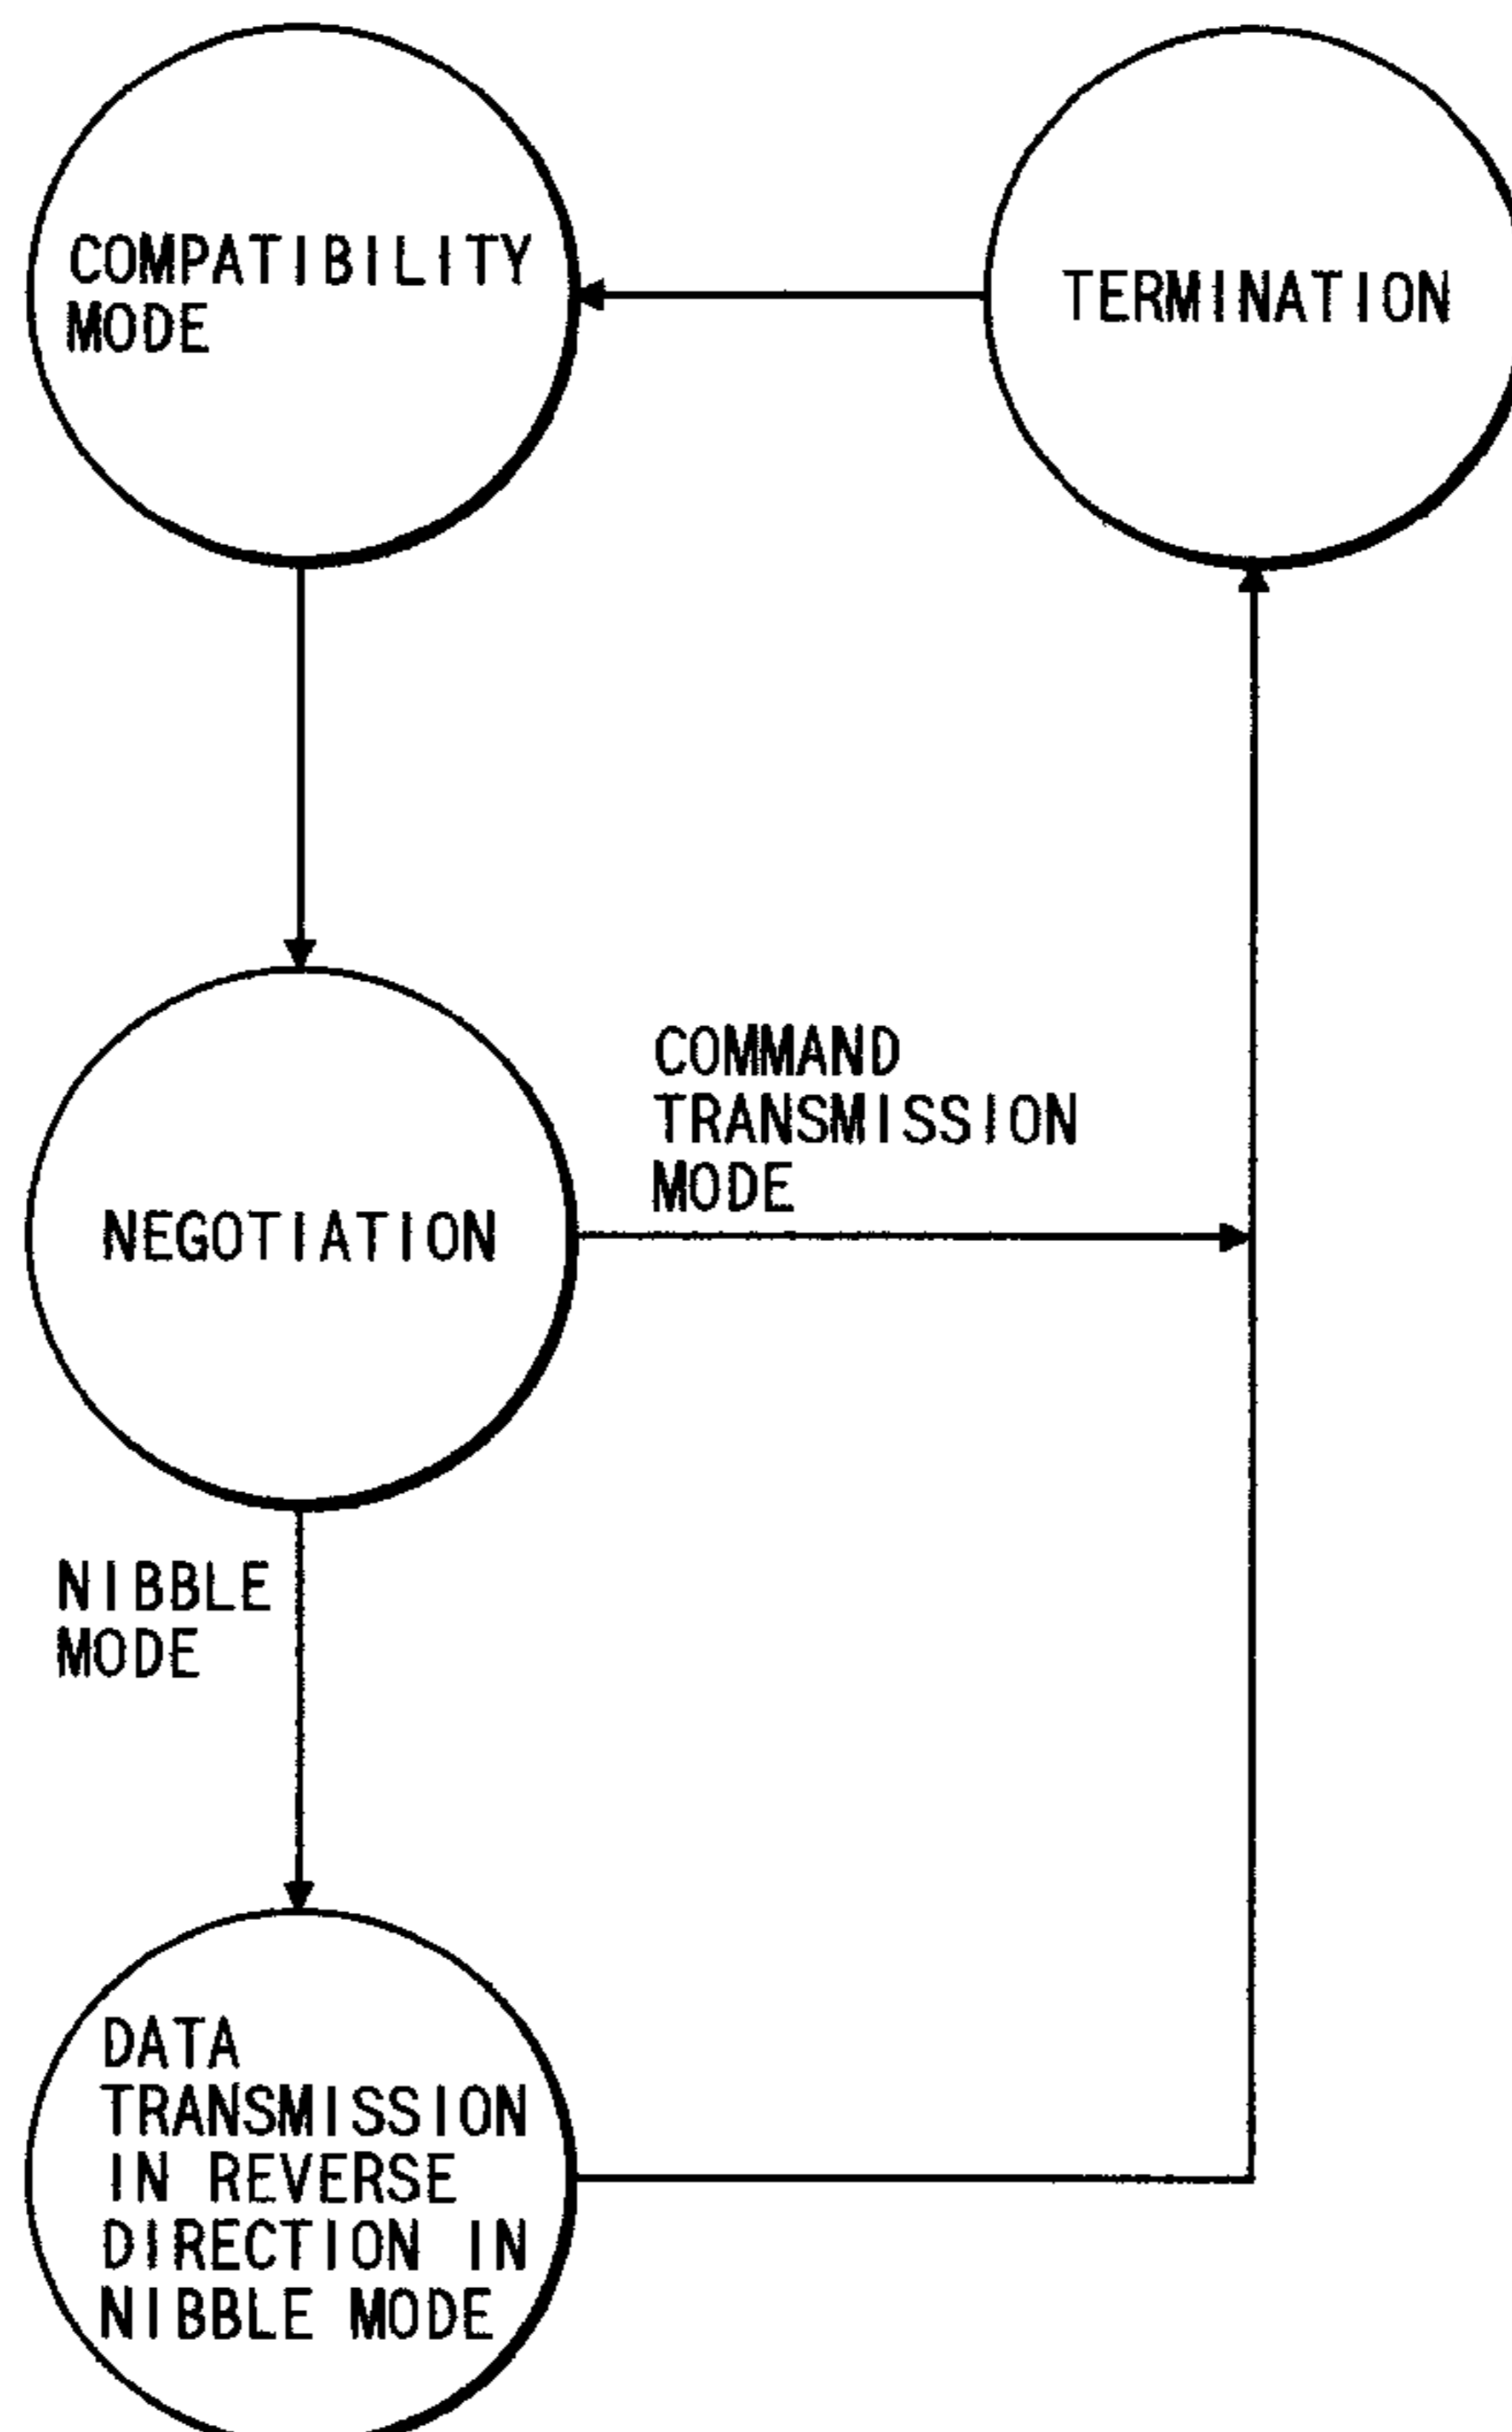 COMPATIBILITY
MODE
TERMINATION
COMMAND
TRANSMISSION
MODE
NEGOTIATION
NIBBLE
MODE
DATA
TRANSMISSION
IN REVERSE
DIRECTION IN
NIBBLE MODE